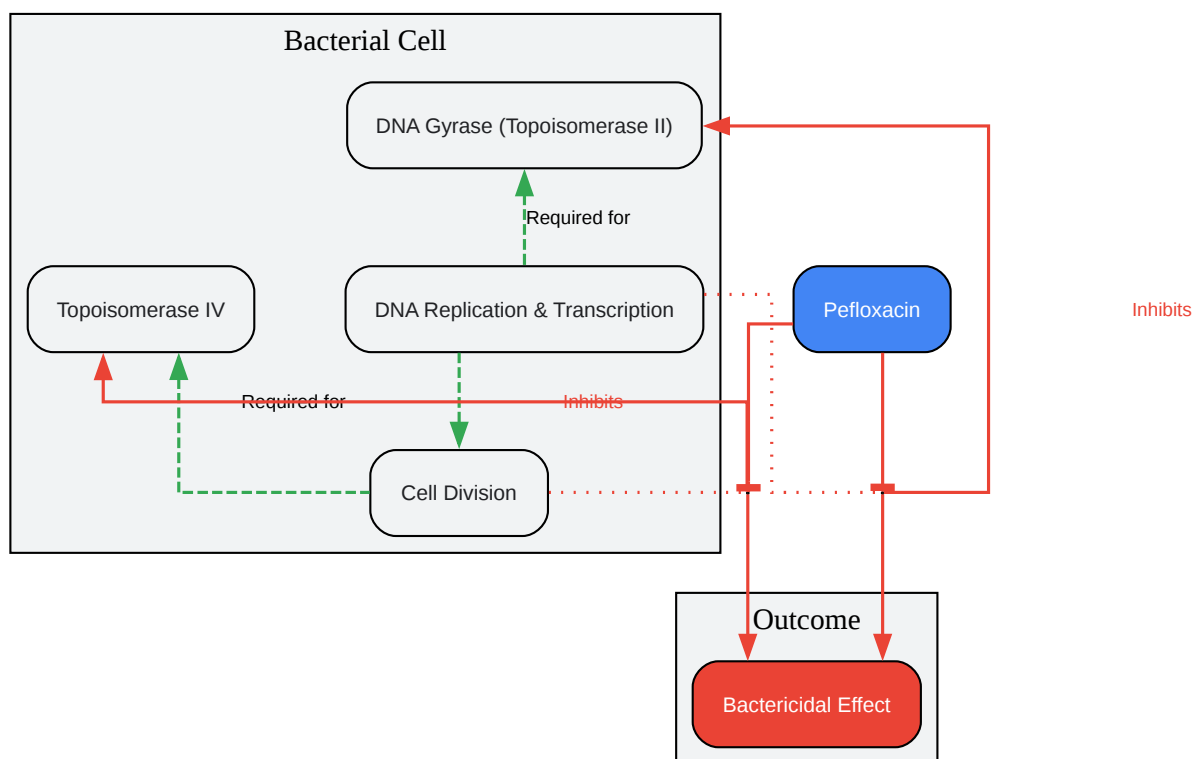 Bacterial Cell
DNA Gyrase (Topoisomerase II)
Required for
Topoisomerase IV
DNA Replication & Transcription
Pefloxacin
Inhibits
Required for
Inhibits
Cell Division
Outcome
Bactericidal Effect